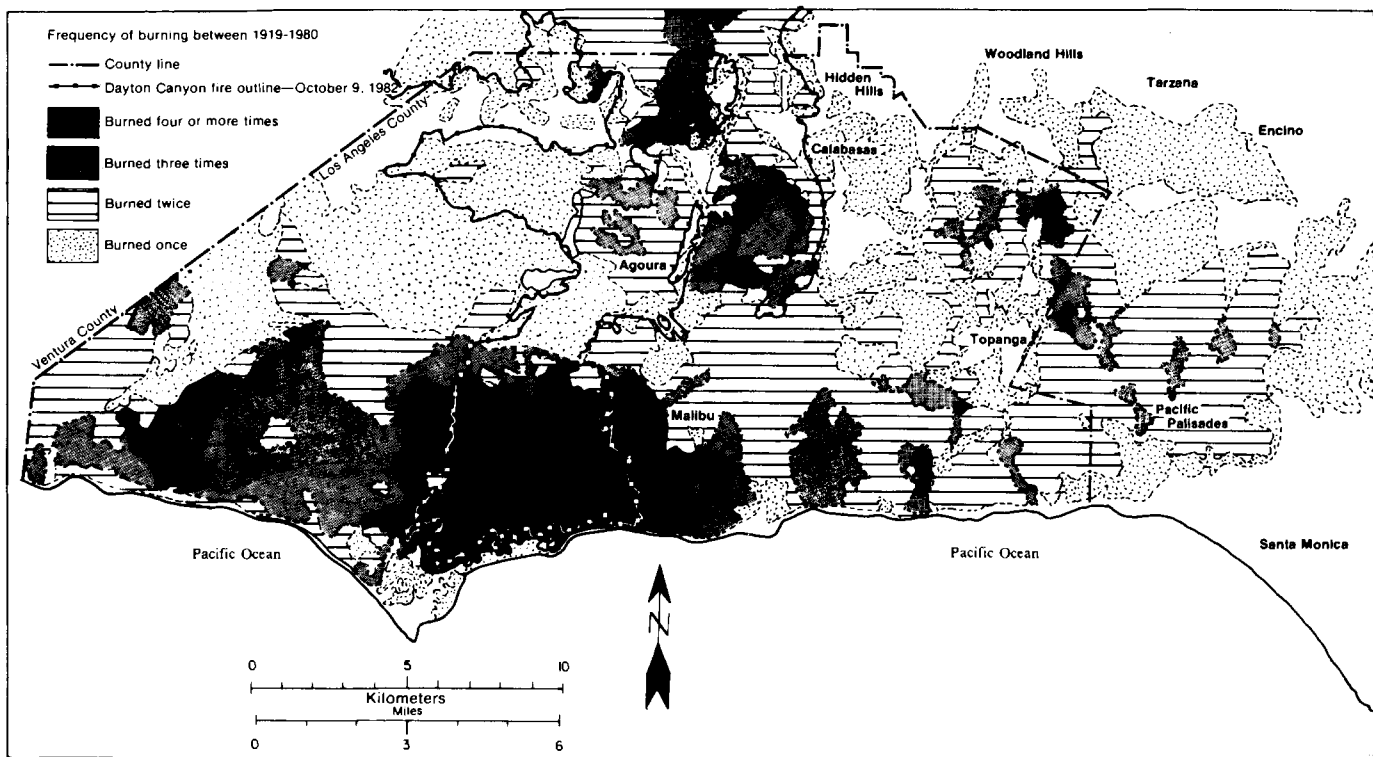 Frequency of burning between 1919-1980
County line
Dayton Canyon fire outline—October 9, 1982
Burned four or more times
Burned three times
Burned twice
Burned once
Los Angeles County
Ventura County
Hidden
Hills
Woodland Hills
Tarzana
Encino
Calabasas
Agoura
Topanga
Malibu
Pacific
Palisades
Pacific Ocean
Pacific Ocean
Santa Monica
N
0 5 10
Kilometers
Miles
0 3 6